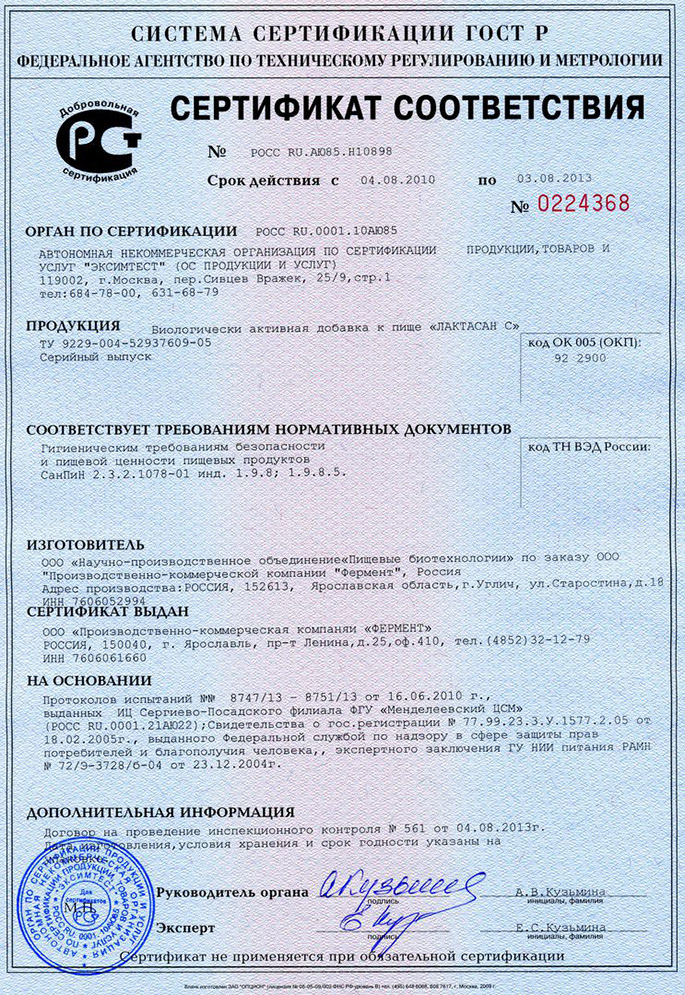 СИСТЕМА СЕРТИФИКАЦИИ ГОСТ Р
ФЕДЕРАЛЬНОЕ АГЕНТСТВО ПО ТЕХНИЧЕСКОМУ РЕГУЛИРОВАНИЮ И МЕТРОЛОГИИ
Добровольная
сертификация
СЕРТИФИКАТ СООТВЕТСТВИЯ
№ РОСС RU.АЮ85.Н10898
Срок действия с 04.08.2010 по 03.08.2013
№ 0224368
ОРГАН ПО СЕРТИФИКАЦИИ РОСС RU.0001.10АЮ85
АВТОНОМНАЯ НЕКОММЕРЧЕСКАЯ ОРГАНИЗАЦИЯ ПО СЕРТИФИКАЦИИ ПРОДУКЦИИ,ТОВАРОВ И
УСЛУГ "ЭКСИМТЕСТ" (ОС ПРОДУКЦИИ И УСЛУГ)
119002, г.Москва, пер.Сивцев Вражек, 25/9,стр.1
тел:684-78-00, 631-68-79
ПРОДУКЦИЯ Биологически активная добавка к пище «ЛАКТАСАН С»
ТУ 9229-004-52937609-05
Серийный выпуск
код ОК 005 (ОКП):
92 2900
СООТВЕТСТВУЕТ ТРЕБОВАНИЯМ НОРМАТИВНЫХ ДОКУМЕНТОВ
Гигиеническим требованиям безопасности
и пищевой ценности пищевых продуктов
СанПиН 2.3.2.1078-01 инд. 1.9.8; 1.9.8.5.
код ТН ВЭД России:
ИЗГОТОВИТЕЛЬ
ООО «Научно-производственное объединение«Пищевые биотехнологии» по заказу ООО
"Производственно-коммерческой компании "Фермент", Россия
Адрес производства:РОССИЯ, 152613, Ярославская область,г.Углич, ул.Старостина,д.18
ИНН 7606052994
СЕРТИФИКАТ ВЫДАН
ООО «Производственно-коммерческая компаняи «ФЕРМЕНТ»
РОССИЯ, 150040, г. Ярославль, пр-т Ленина,д.25,оф.410, тел.(4852)32-12-79
ИНН 7606061660
НА ОСНОВАНИИ
Протоколов испытаний №№ 8747/13 - 8751/13 от 16.06.2010 г.,
выданных ИЦ Сергиево-Посадского филиала ФГУ «Менделеевский ЦСМ»
(РОСС RU.0001.21АЮ22);Свидетельства о гос.регистрации № 77.99.23.3.У.1577.2.05 от
18.02.2005г., выданного Федеральной службой по надзору в сфере защиты прав
потребителей и благополучия человека,, экспертного заключения ГУ НИИ питания РАМН
№ 72/Э-3728/б-04 от 23.12.2004г.
ДОПОЛНИТЕЛЬНАЯ ИНФОРМАЦИЯ
Договор на проведение инспекционного контроля № 561 от 04.08.2013г.
Дата изготовления,условия хранения и срок годности указаны на
М.П.
Руководитель органа
подпись
А.В.Кузьмина
инициалы, фамилия
Эксперт
подпись
Е.С.Кузьмина
инициалы, фамилия
Сертификат не применяется при обязательной сертификации